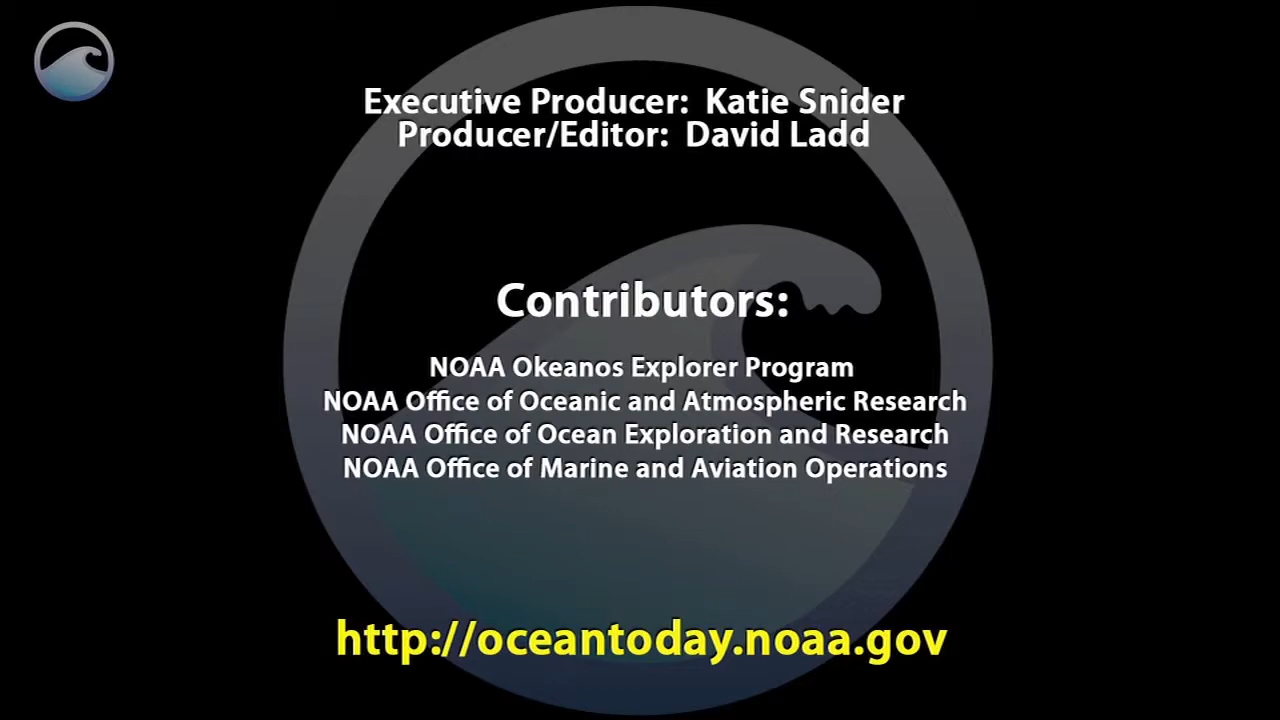 Executive Producer:  Katie Snider
Producer/Editor:  David Ladd
Contributors:
NOAA Okeanos Explorer Program
NOAA Office of Oceanic and Atmospheric Research
NOAA Office of Ocean Exploration and Research
NOAA Office of Marine and Aviation Operations
http://oceantoday.noaa.gov